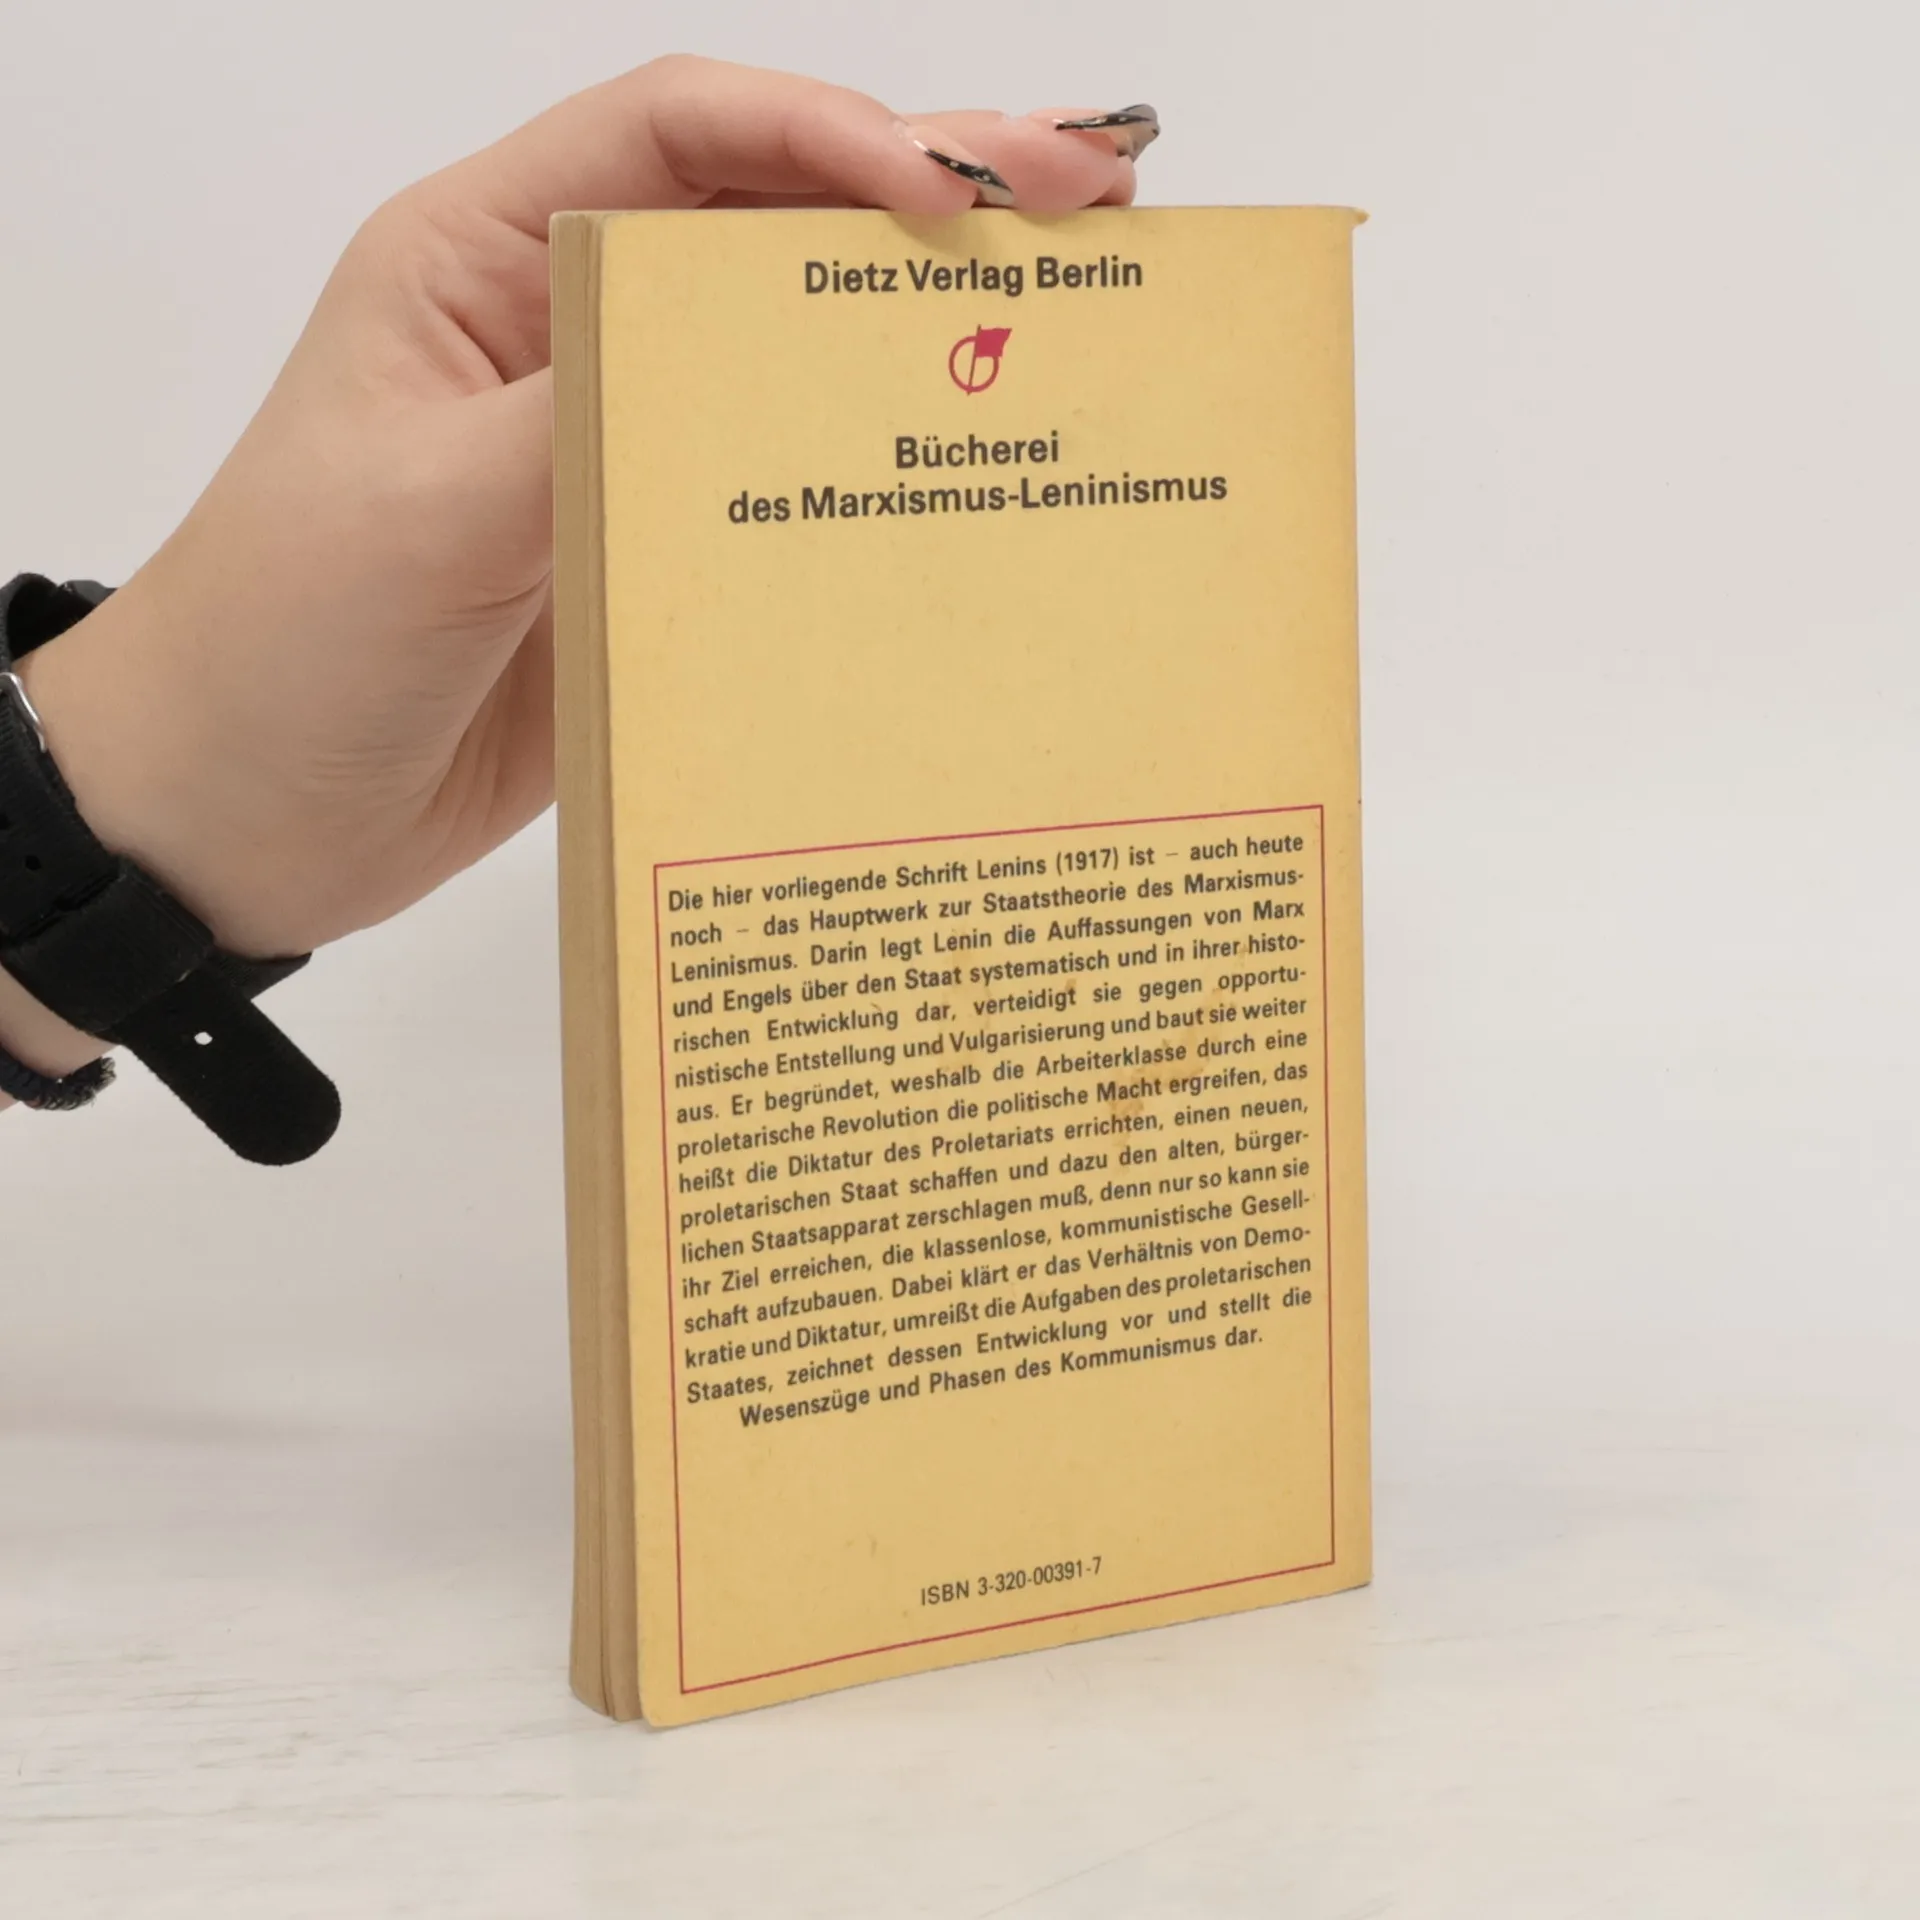 Dietz Verlag Berlin
Bücherei
des Marxismus-Leninismus
Die hier vorliegende Schrift Lenins (1917) ist – auch heute
noch – das Hauptwerk zur Staatstheorie des Marxismus-
Leninismus. Darin legt Lenin die Auffassungen von Marx
und Engels über den Staat systematisch und in ihrer histo-
rischen Entwicklung dar, verteidigt sie gegen opportu-
nistische Entstellung und Vulgarisierung und baut sie weiter
aus. Er begründet, weshalb die Arbeiterklasse durch eine
proletarische Revolution die politische Macht ergreifen, das
heißt die Diktatur des Proletariats errichten, einen neuen,
proletarischen Staat schaffen und dazu den alten, bürger-
lichen Staatsapparat zerschlagen muß, denn nur so kann sie
ihr Ziel erreichen, die klassenlose, kommunistische Gesell-
schaft aufzubauen. Dabei klärt er das Verhältnis von Demo-
kratie und Diktatur, umreißt die Aufgaben des proletarischen
Staates, zeichnet dessen Entwicklung vor und stellt die
Wesenszüge und Phasen des Kommunismus dar.
ISBN 3-320-00391-7